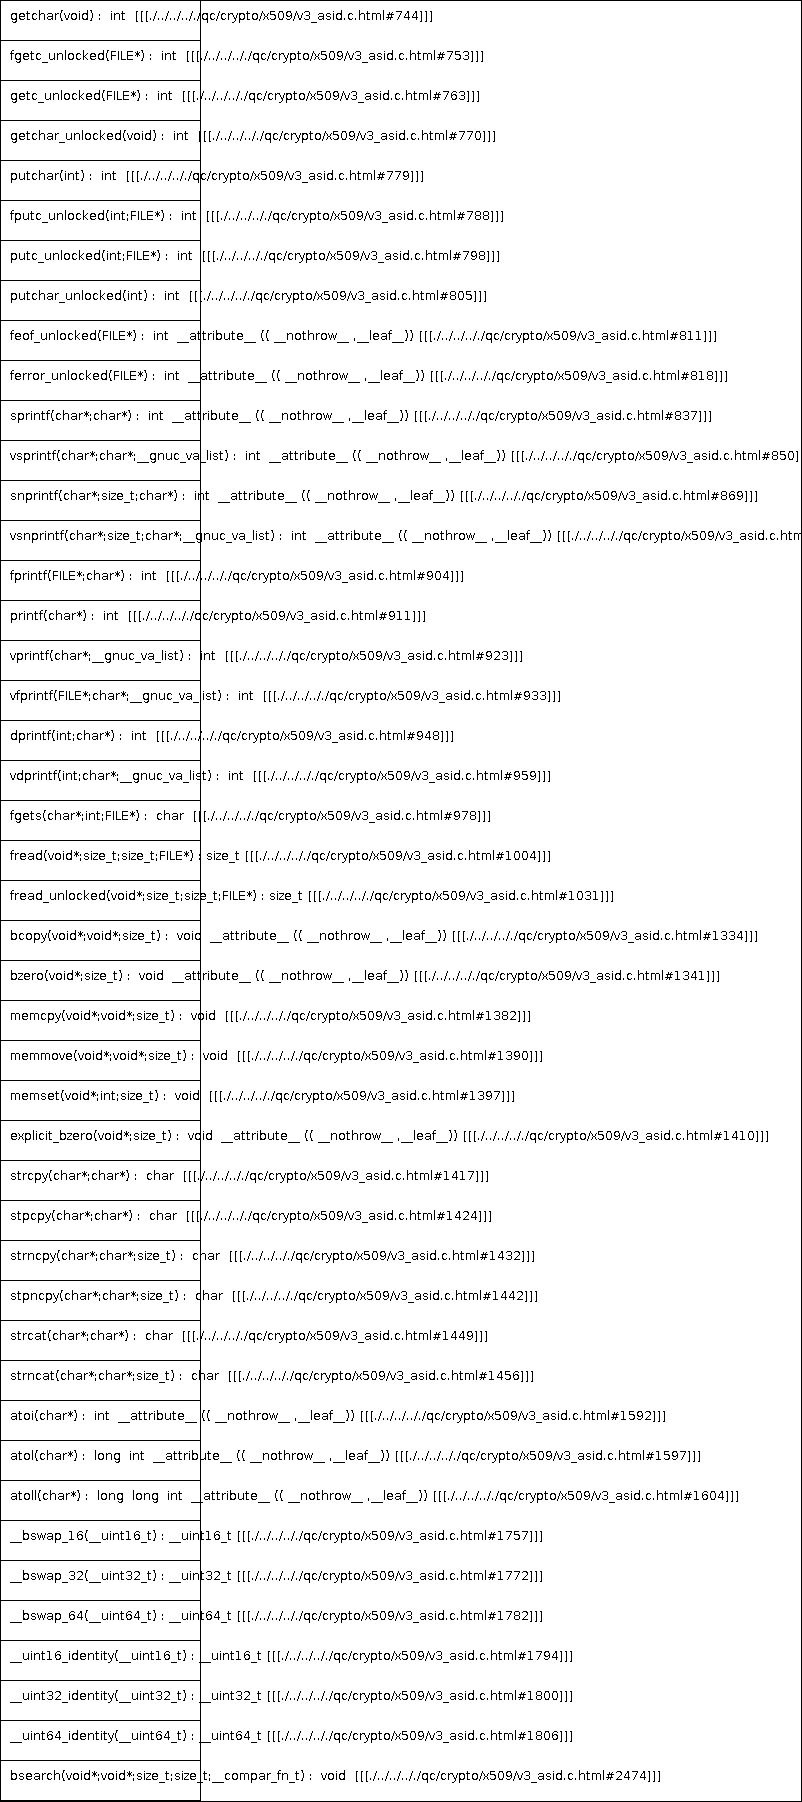 getchar(void) : int [[[./../../../qc/crypto/x509/v3_asid.c.html#744]]]
fgetc_unlocked(FILE*) : int [[[./../../../qc/crypto/x509/v3_asid.c.html#753]]]
getc_unlocked(FILE*) : int [[[./../../../qc/crypto/x509/v3_asid.c.html#763]]]
getchar_unlocked(void) : int [[[./../../../qc/crypto/x509/v3_asid.c.html#770]]]
putchar(int) : int [[[./../../../qc/crypto/x509/v3_asid.c.html#779]]]
fputc_unlocked(int;FILE*) : int [[[./../../../qc/crypto/x509/v3_asid.c.html#788]]]
putc_unlocked(int;FILE*) : int [[[./../../../qc/crypto/x509/v3_asid.c.html#798]]]
putchar_unlocked(int) : int [[[./../../../qc/crypto/x509/v3_asid.c.html#805]]]
feof_unlocked(FILE*) : int __attribute__ (( __nothrow__ ,__leaf__)) [[[./../../../qc/crypto/x509/v3_asid.c.html#811]]]
ferror_unlocked(FILE*) : int __attribute__ (( __nothrow__ ,__leaf__)) [[[./../../../qc/crypto/x509/v3_asid.c.html#818]]]
sprintf(char*;char*) : int __attribute__ (( __nothrow__ ,__leaf__)) [[[./../../../qc/crypto/x509/v3_asid.c.html#837]]]
vsprintf(char*;char*;__gnuc_va_list) : int __attribute__ (( __nothrow__ ,__leaf__)) [[[./../../../qc/crypto/x509/v3_asid.c.html#850]
snprintf(char*;size_t;char*) : int __attribute__ (( __nothrow__ ,__leaf__)) [[[./../../../qc/crypto/x509/v3_asid.c.html#869]]]
vsnprintf(char*;size_t;char*;__gnuc_va_list) : int __attribute__ (( __nothrow__ ,__leaf__)) [[[./../../../qc/crypto/x509/v3_asid.c.htm
fprintf(FILE*;char*) : int [[[./../../../qc/crypto/x509/v3_asid.c.html#904]]]
printf(char*) : int [[[./../../../qc/crypto/x509/v3_asid.c.html#911]]]
vprintf(char*;__gnuc_va_list) : int [[[./../../../qc/crypto/x509/v3_asid.c.html#923]]]
vfprintf(FILE*;char*;__gnuc_va_list) : int [[[./../../../qc/crypto/x509/v3_asid.c.html#933]]]
dprintf(int;char*) : int [[[./../../../qc/crypto/x509/v3_asid.c.html#948]]]
vdprintf(int;char*;__gnuc_va_list) : int [[[./../../../qc/crypto/x509/v3_asid.c.html#959]]]
fgets(char*;int;FILE*) : char [[[./../../../qc/crypto/x509/v3_asid.c.html#978]]]
fread(void*;size_t;size_t;FILE*) : size_t [[[./../../../qc/crypto/x509/v3_asid.c.html#1004]]]
fread_unlocked(void*;size_t;size_t;FILE*) : size_t [[[./../../../qc/crypto/x509/v3_asid.c.html#1031]]]
bcopy(void*;void*;size_t) : void __attribute__ (( __nothrow__ ,__leaf__)) [[[./../../../qc/crypto/x509/v3_asid.c.html#1334]]]
bzero(void*;size_t) : void __attribute__ (( __nothrow__ ,__leaf__)) [[[./../../../qc/crypto/x509/v3_asid.c.html#1341]]]
memcpy(void*;void*;size_t) : void [[[./../../../qc/crypto/x509/v3_asid.c.html#1382]]]
memmove(void*;void*;size_t) : void [[[./../../../qc/crypto/x509/v3_asid.c.html#1390]]]
memset(void*;int;size_t) : void [[[./../../../qc/crypto/x509/v3_asid.c.html#1397]]]
explicit_bzero(void*;size_t) : void __attribute__ (( __nothrow__ ,__leaf__)) [[[./../../../qc/crypto/x509/v3_asid.c.html#1410]]]
strcpy(char*;char*) : char [[[./../../../qc/crypto/x509/v3_asid.c.html#1417]]]
stpcpy(char*;char*) : char [[[./../../../qc/crypto/x509/v3_asid.c.html#1424]]]
strncpy(char*;char*;size_t) : char [[[./../../../qc/crypto/x509/v3_asid.c.html#1432]]]
stpncpy(char*;char*;size_t) : char [[[./../../../qc/crypto/x509/v3_asid.c.html#1442]]]
strcat(char*;char*) : char [[[./../../../qc/crypto/x509/v3_asid.c.html#1449]]]
strncat(char*;char*;size_t) : char [[[./../../../qc/crypto/x509/v3_asid.c.html#1456]]]
atoi(char*) : int __attribute__ (( __nothrow__ ,__leaf__)) [[[./../../../qc/crypto/x509/v3_asid.c.html#1592]]]
atol(char*) : long int __attribute__ (( __nothrow__ ,__leaf__)) [[[./../../../qc/crypto/x509/v3_asid.c.html#1597]]]
atoll(char*) : long long int __attribute__ (( __nothrow__ ,__leaf__)) [[[./../../../qc/crypto/x509/v3_asid.c.html#1604]]]
__bswap_16(__uint16_t) : __uint16_t [[[./../../../qc/crypto/x509/v3_asid.c.html#1757]]]
__bswap_32(__uint32_t) : __uint32_t [[[./../../../qc/crypto/x509/v3_asid.c.html#1772]]]
__bswap_64(__uint64_t) : __uint64_t [[[./../../../qc/crypto/x509/v3_asid.c.html#1782]]]
__uint16_identity(__uint16_t) : __uint16_t [[[./../../../qc/crypto/x509/v3_asid.c.html#1794]]]
__uint32_identity(__uint32_t) : __uint32_t [[[./../../../qc/crypto/x509/v3_asid.c.html#1800]]]
__uint64_identity(__uint64_t) : __uint64_t [[[./../../../qc/crypto/x509/v3_asid.c.html#1806]]]
bsearch(void*;void*;size_t;size_t;__compar_fn_t) : void [[[./../../../qc/crypto/x509/v3_asid.c.html#2474]]]